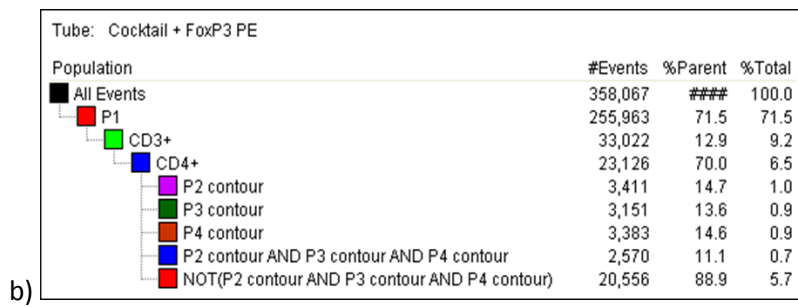 Tube: Cocktail + FoxP3 PE
Population #Events %Parent %Total
All Events 358,067 #### 100.0
P1 255,963 71.5 71.5
CD3+ 33,022 12.9 9.2
CD4+ 23,126 70.0 6.5
P2 contour 3,411 14.7 1.0
P3 contour 3,151 13.6 0.9
P4 contour 3,383 14.6 0.9
P2 contour AND P3 contour AND P4 contour 2,570 11.1 0.7
NOT(P2 contour AND P3 contour AND P4 contour) 20,556 88.9 5.7
b)